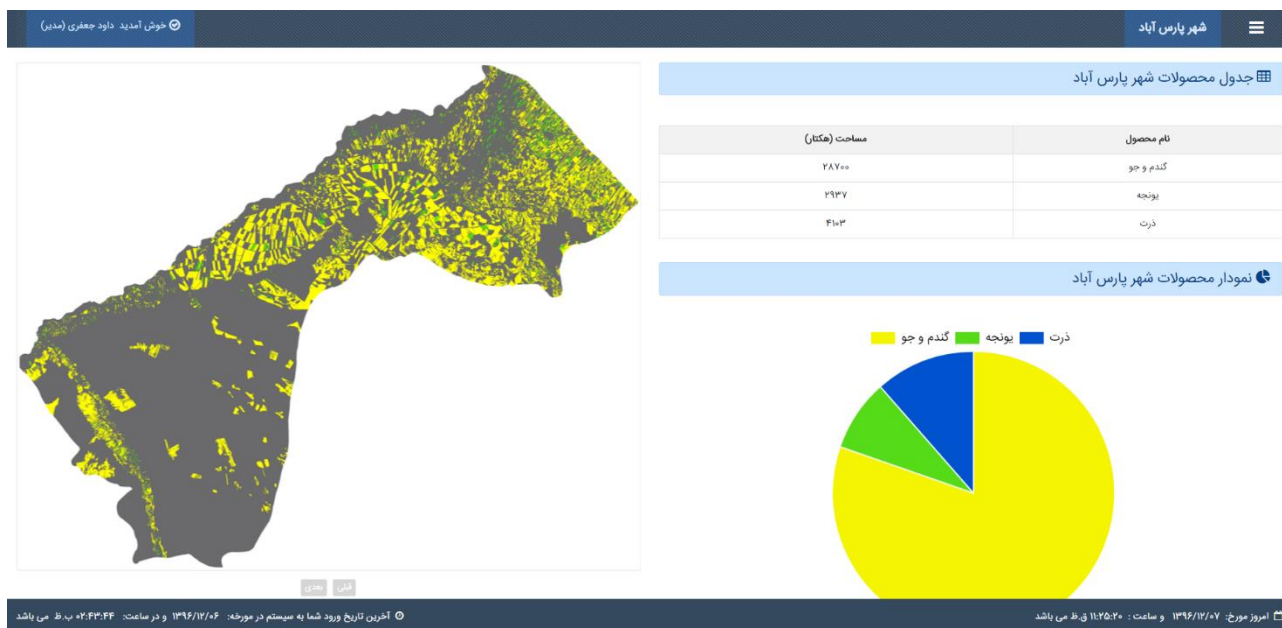 شهر پارس آباد
خوش آمدید داود جعفری (مدیر)
جدول محصولات شهر پارس آباد
نام محصول مساحت (هکتار)
گندم و جو ۲۸۷۰۰
یونجه ۲۹۳۷
ذرت ۴۱۰۳
نمودار محصولات شهر پارس آباد
ذرت یونجه گندم و جو
قبلی بعدی
امروز مورخ: ۱۳۹۶/۱۲/۰۷ و ساعت : ۱۱:۲۵:۲۰ ق.ظ می باشد
آخرین تاریخ ورود شما به سیستم در مورخه: ۱۳۹۶/۱۲/۰۶ و در ساعت: ۰۲:۴۳:۴۴ ب.ظ می باشد